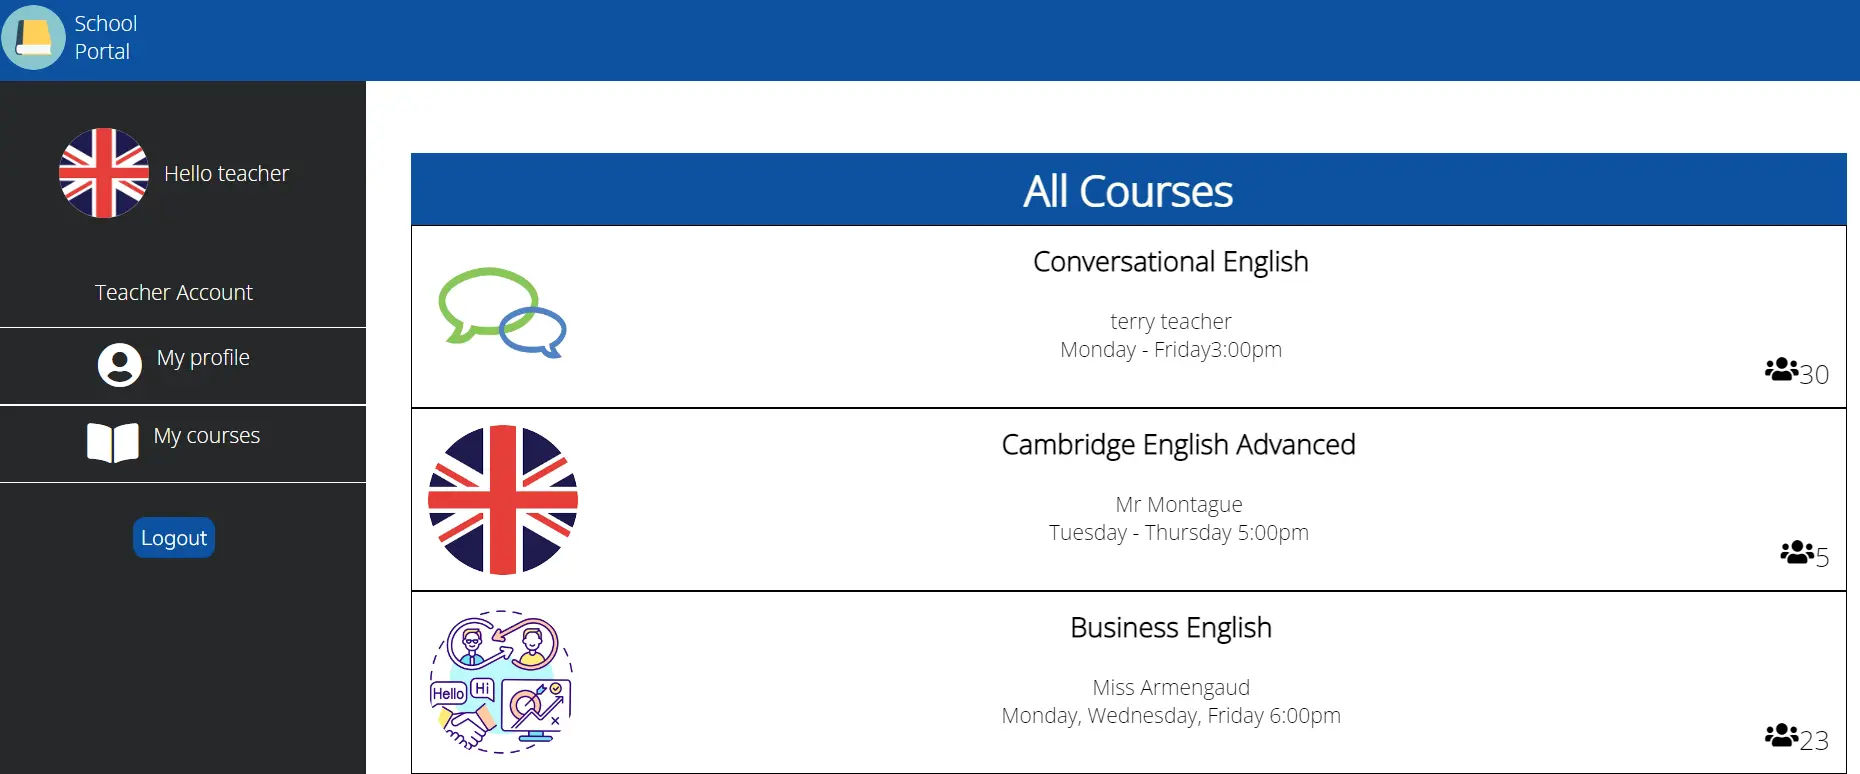 School
Portal
Hello teacher
Teacher Account
My profile
My courses
Logout
All Courses
Conversational English
terry teacher
Monday - Friday3:00pm
30
Cambridge English Advanced
Mr Montague
Tuesday - Thursday 5:00pm
5
Business English
Hello
Hi
Miss Armengaud
Monday, Wednesday, Friday 6:00pm
23